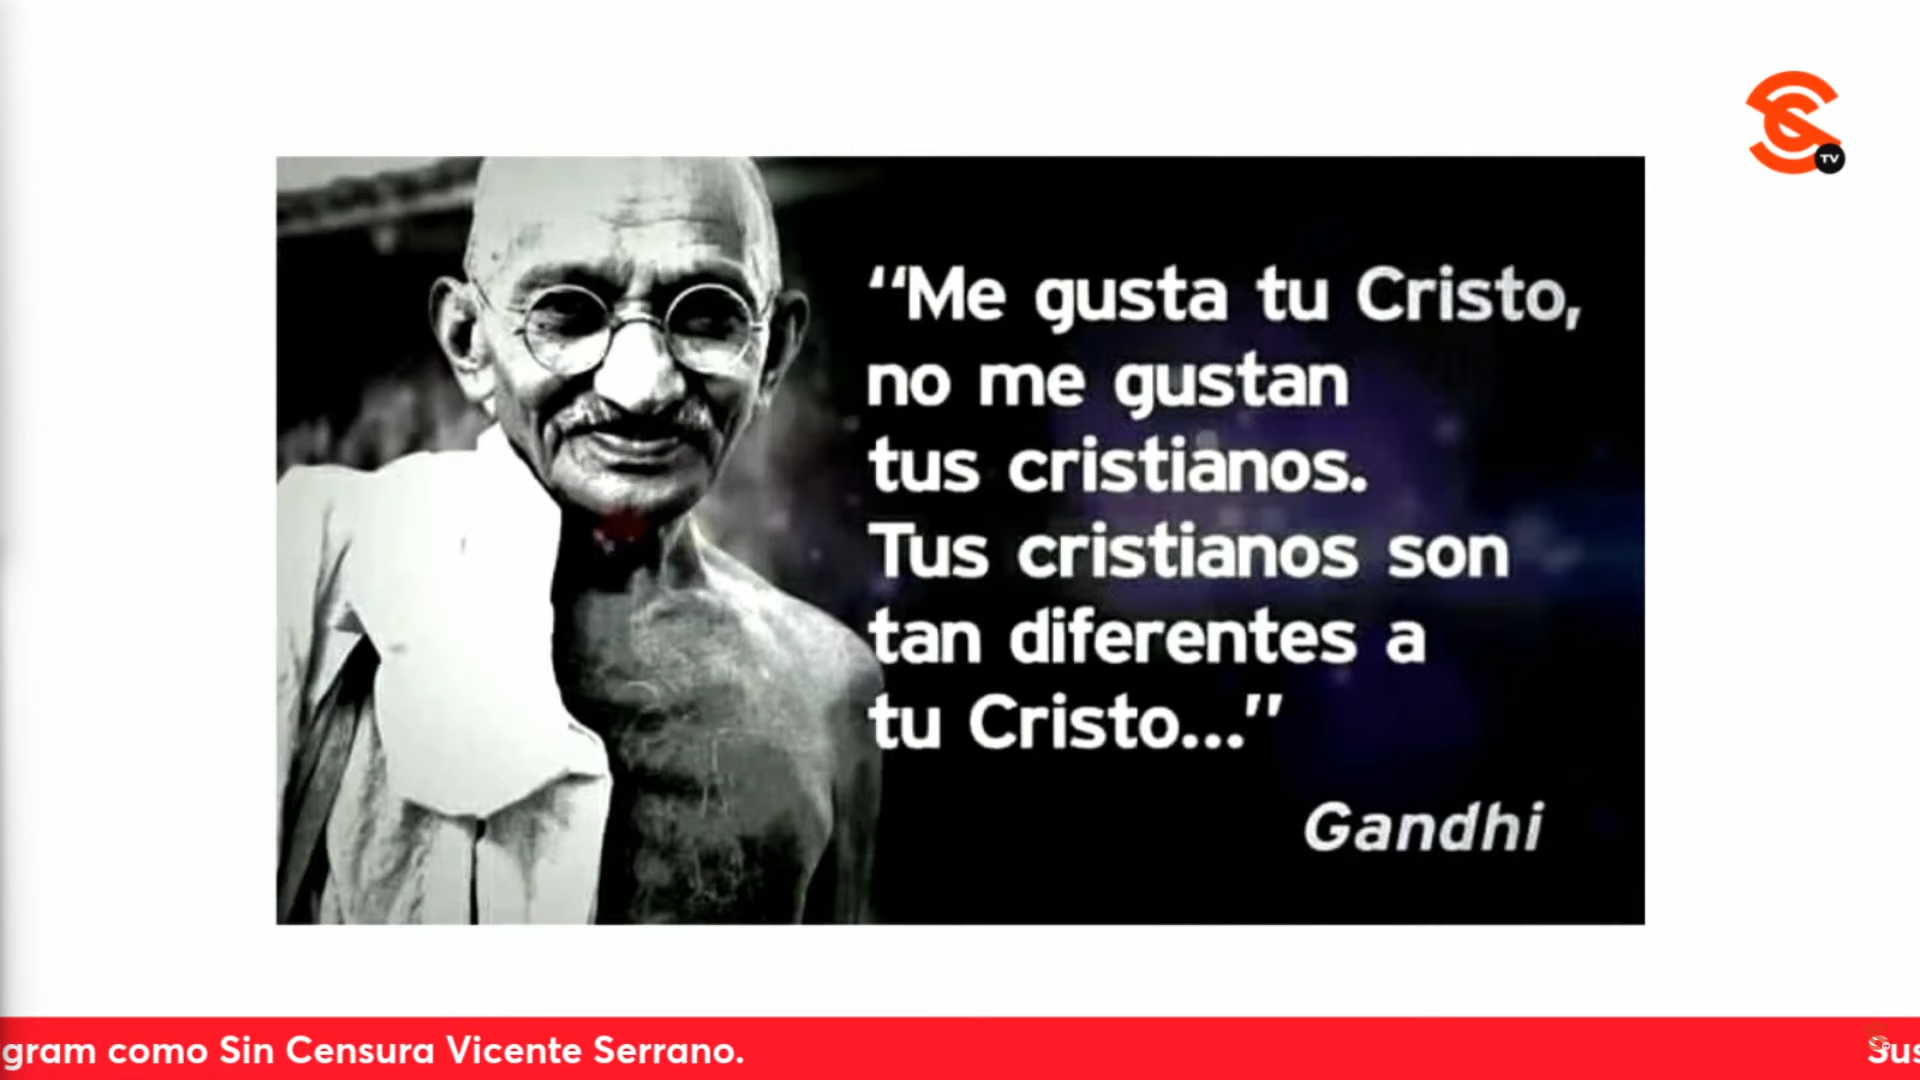 TV
“Me gusta tu Cristo,
no me gustan
tus cristianos.
Tus cristianos son
tan diferentes a
tu Cristo...”
Gandhi
gram como Sin Censura Vicente Serrano.
Sus